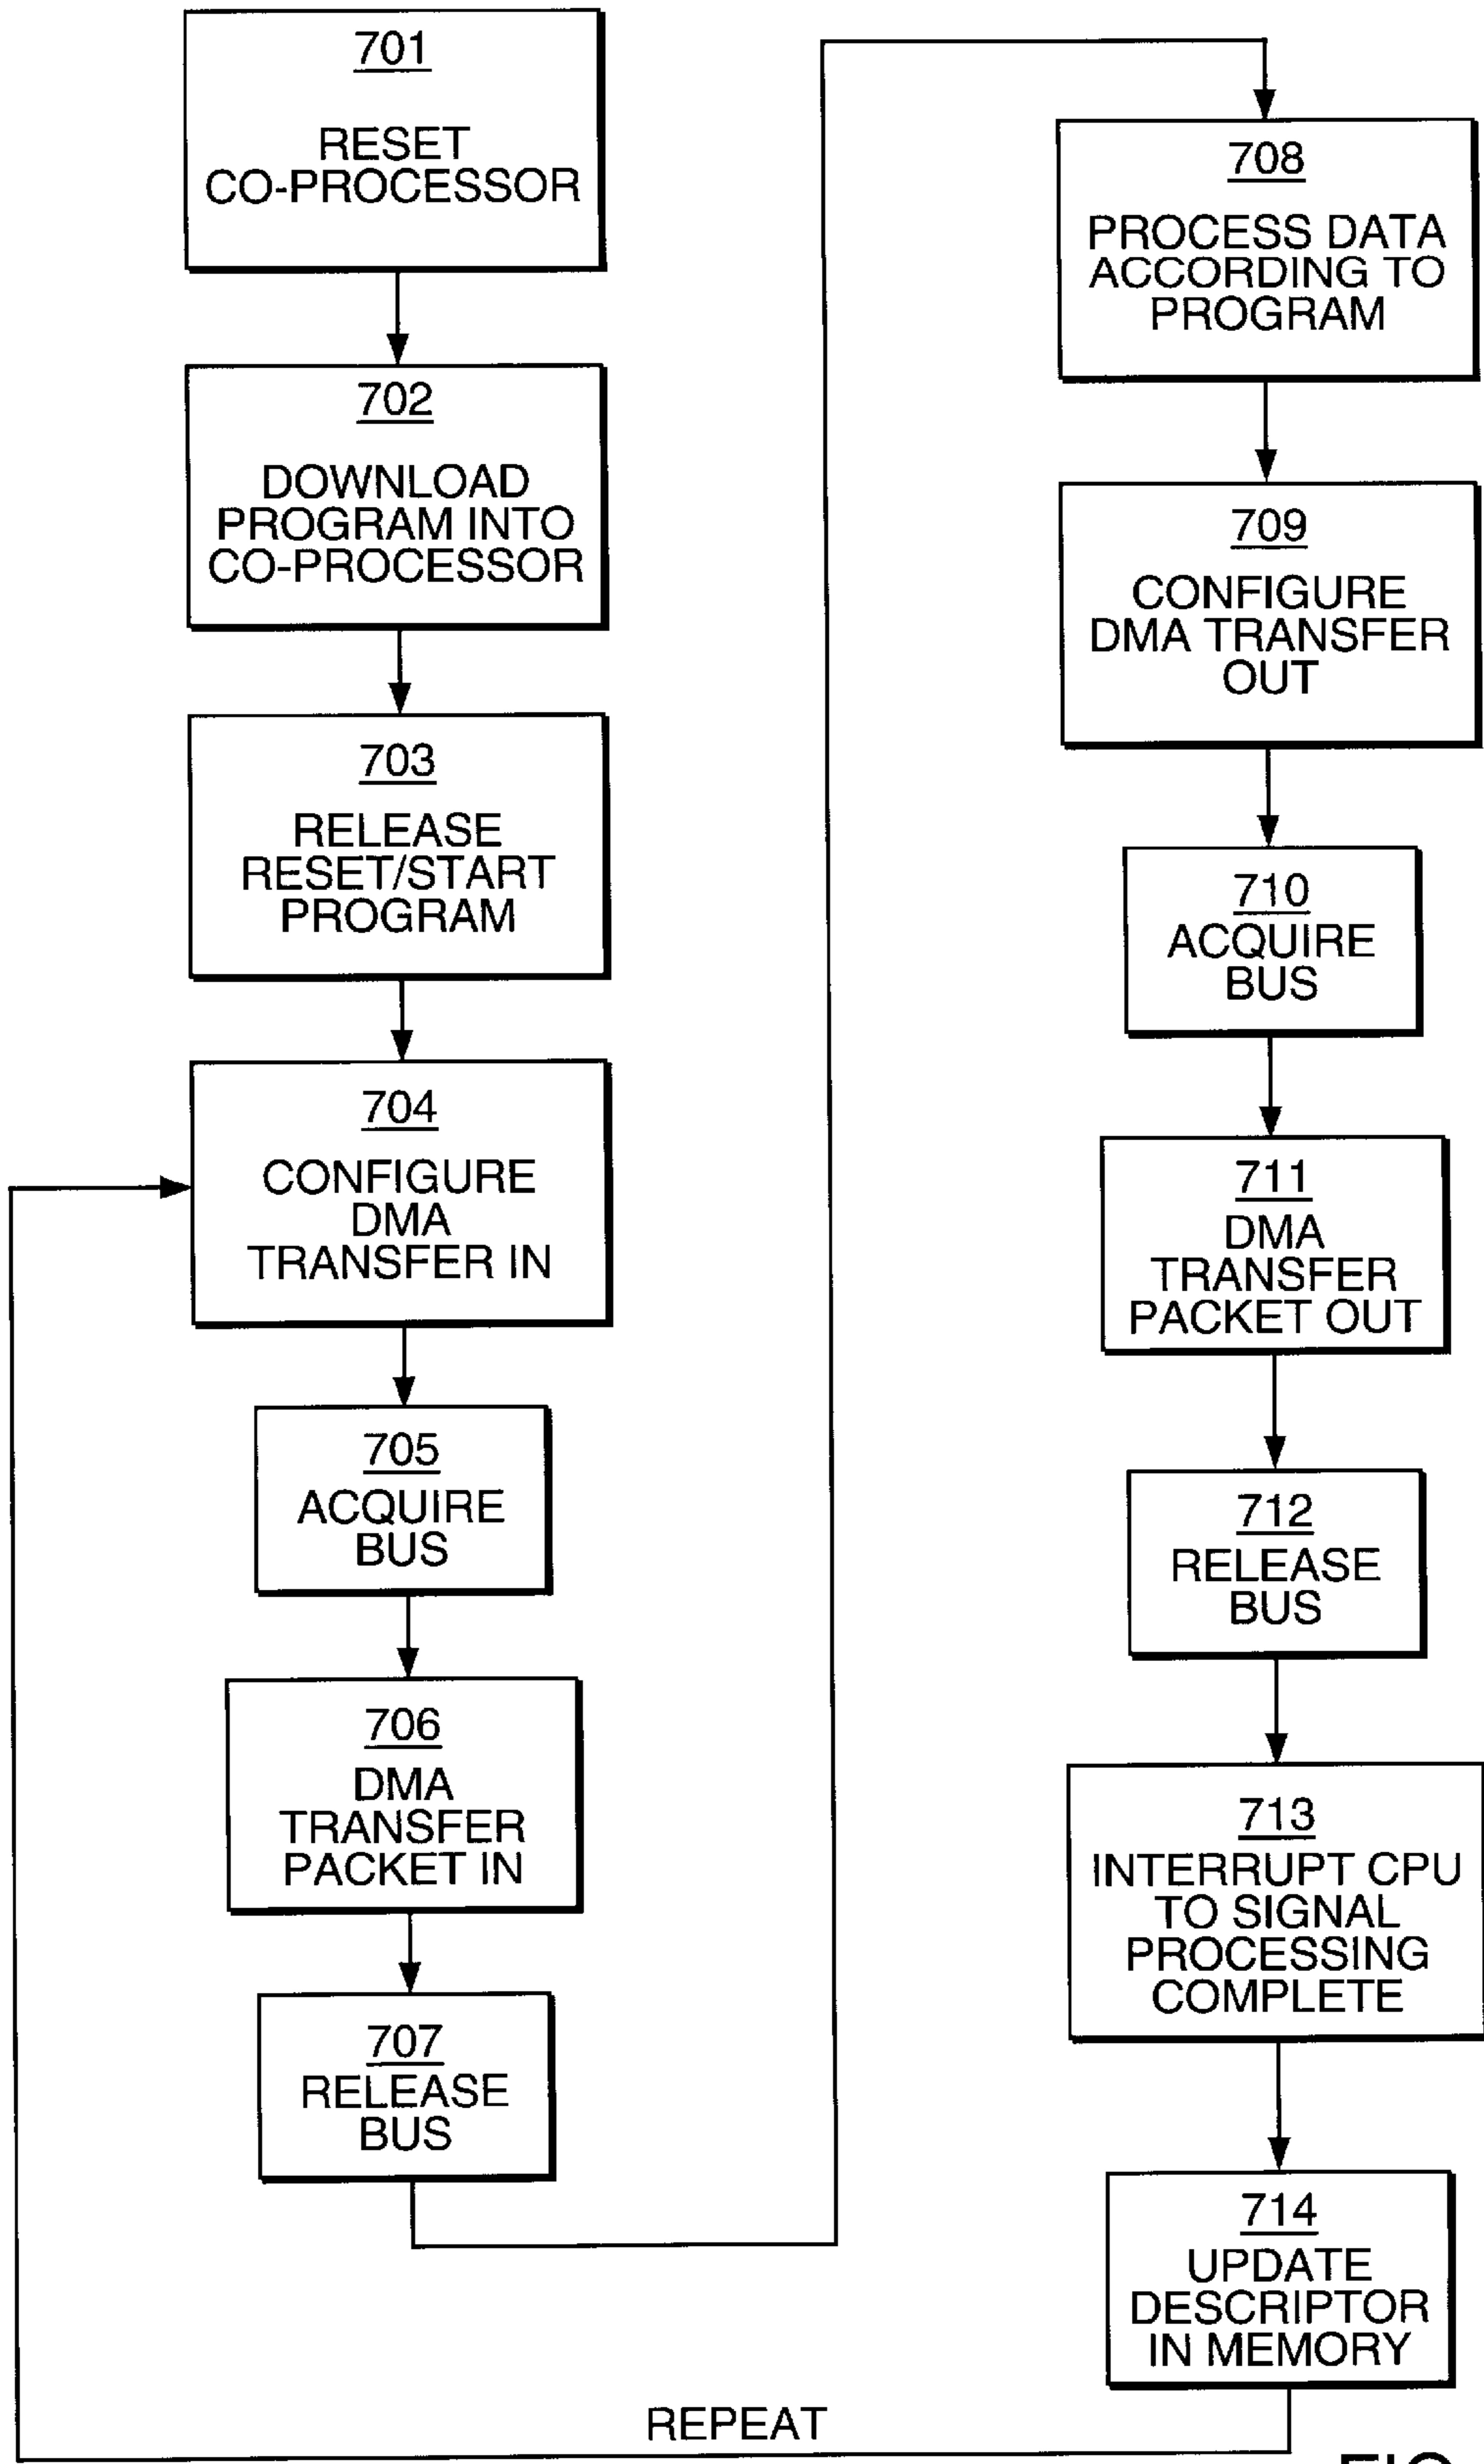 701
RESET
CO-PROCESSOR
702
DOWNLOAD
PROGRAM INTO
CO-PROCESSOR
703
RELEASE
RESET/START
PROGRAM
704
CONFIGURE
DMA
TRANSFER IN
705
ACQUIRE
BUS
706
DMA
TRANSFER
PACKET IN
707
RELEASE
BUS
708
PROCESS DATA
ACCORDING TO
PROGRAM
709
CONFIGURE
DMA TRANSFER
OUT
710
ACQUIRE
BUS
711
DMA
TRANSFER
PACKET OUT
712
RELEASE
BUS
713
INTERRUPT CPU
TO SIGNAL
PROCESSING
COMPLETE
714
UPDATE
DESCRIPTOR
IN MEMORY
REPEAT